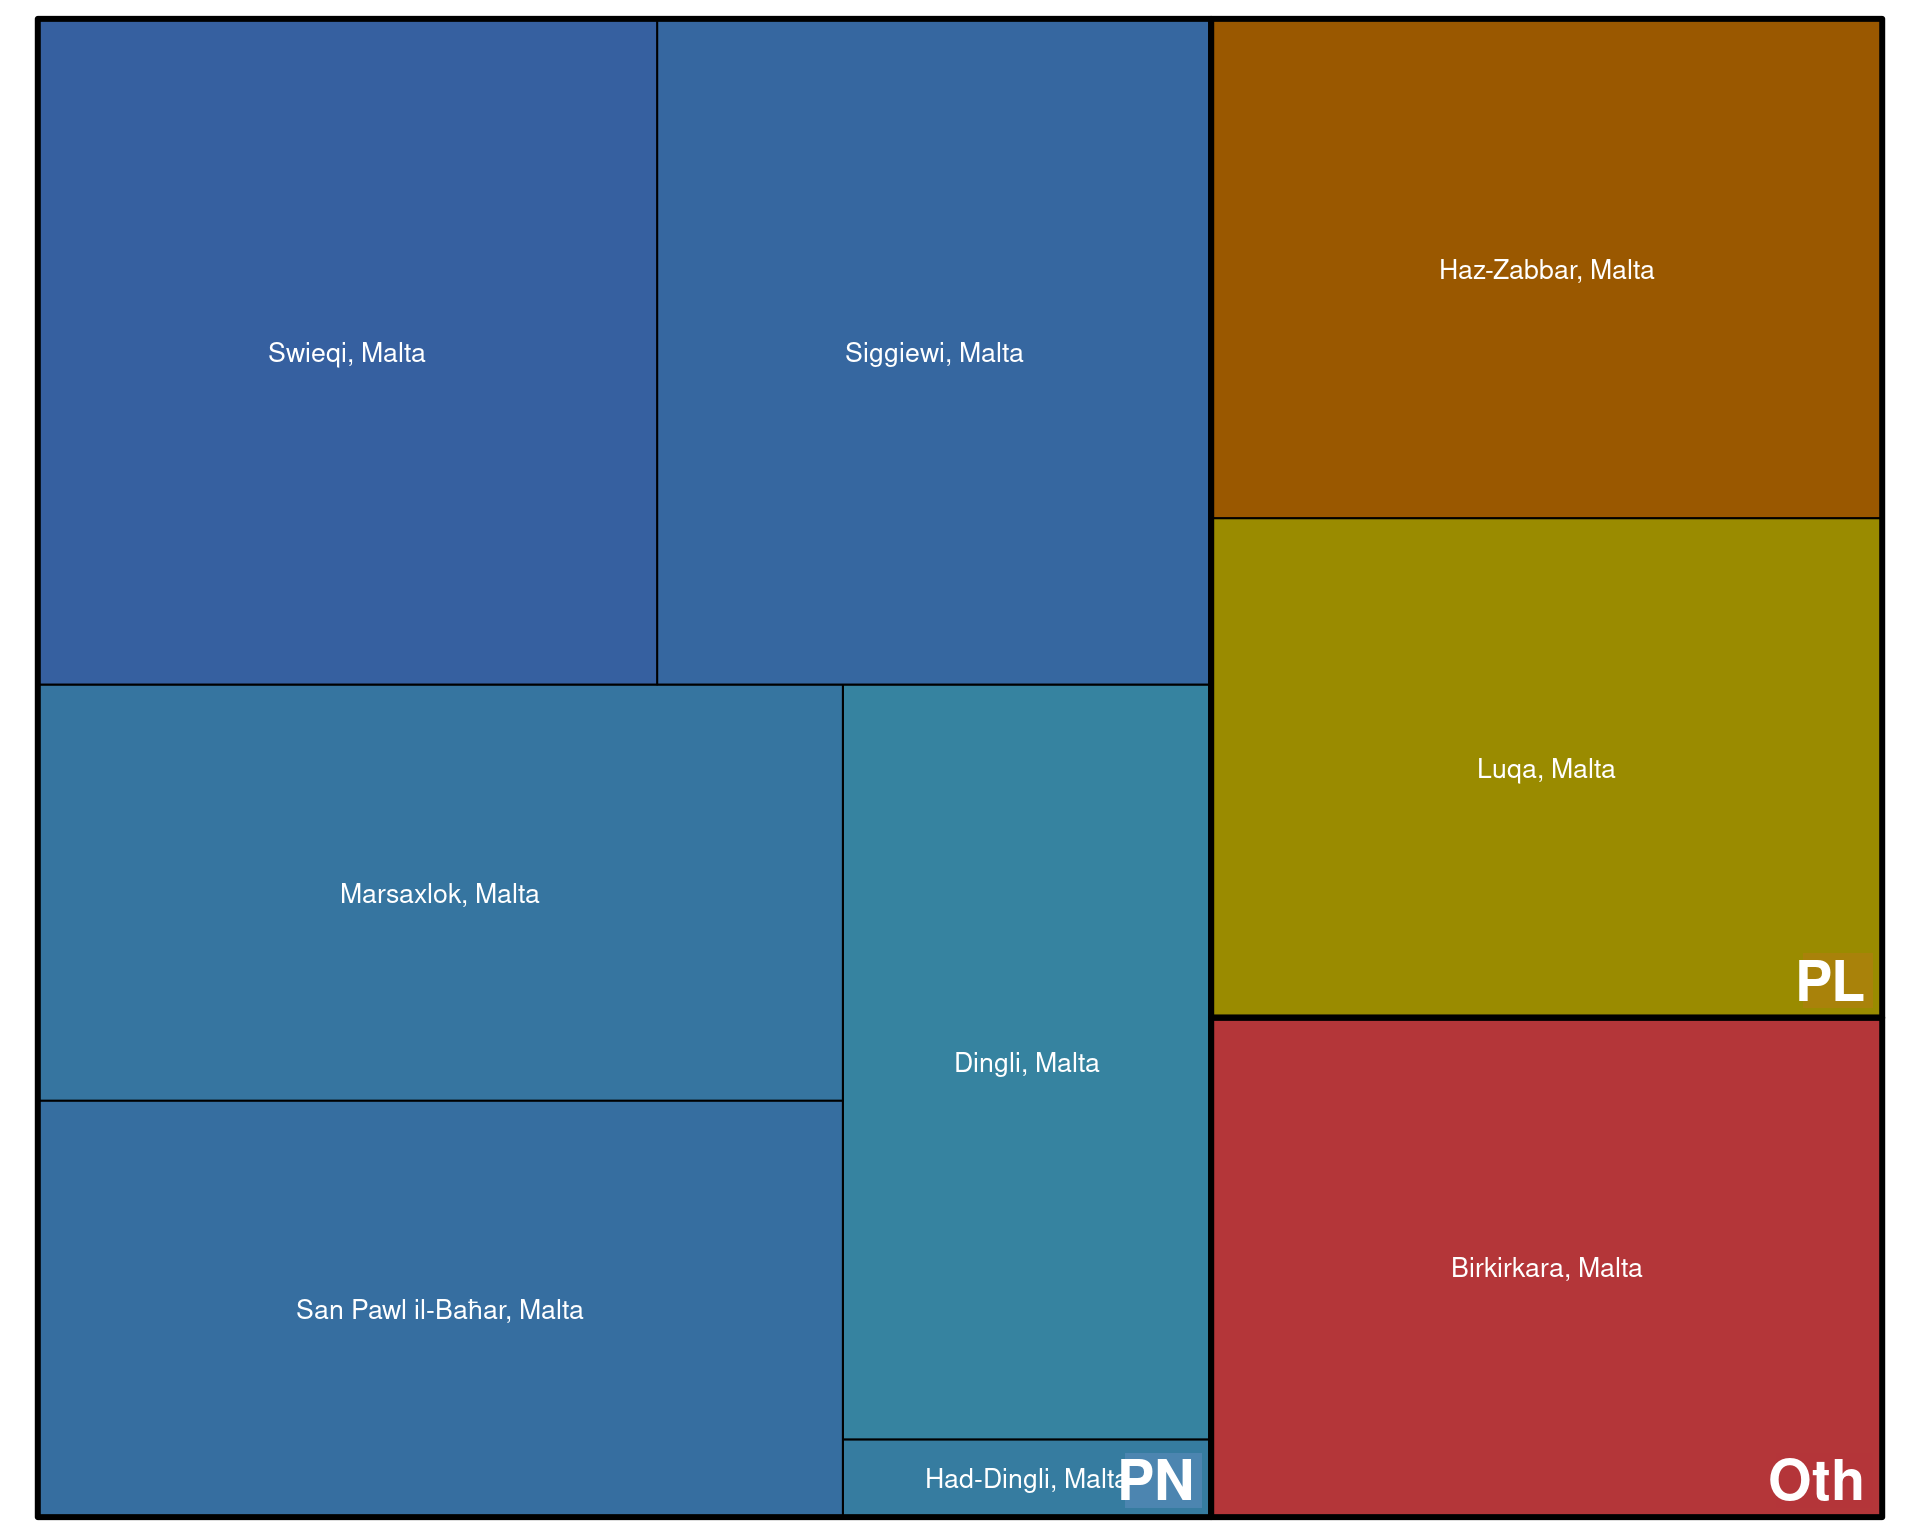 Swieqi, Malta
Siggiewi, Malta
Haz-Zabbar, Malta
Luqa, Malta
PL
Marsaxlok, Malta
Dingli, Malta
San Pawl il-Baħar, Malta
Birkirkara, Malta
Had-Dingli, Malta
PN
Oth